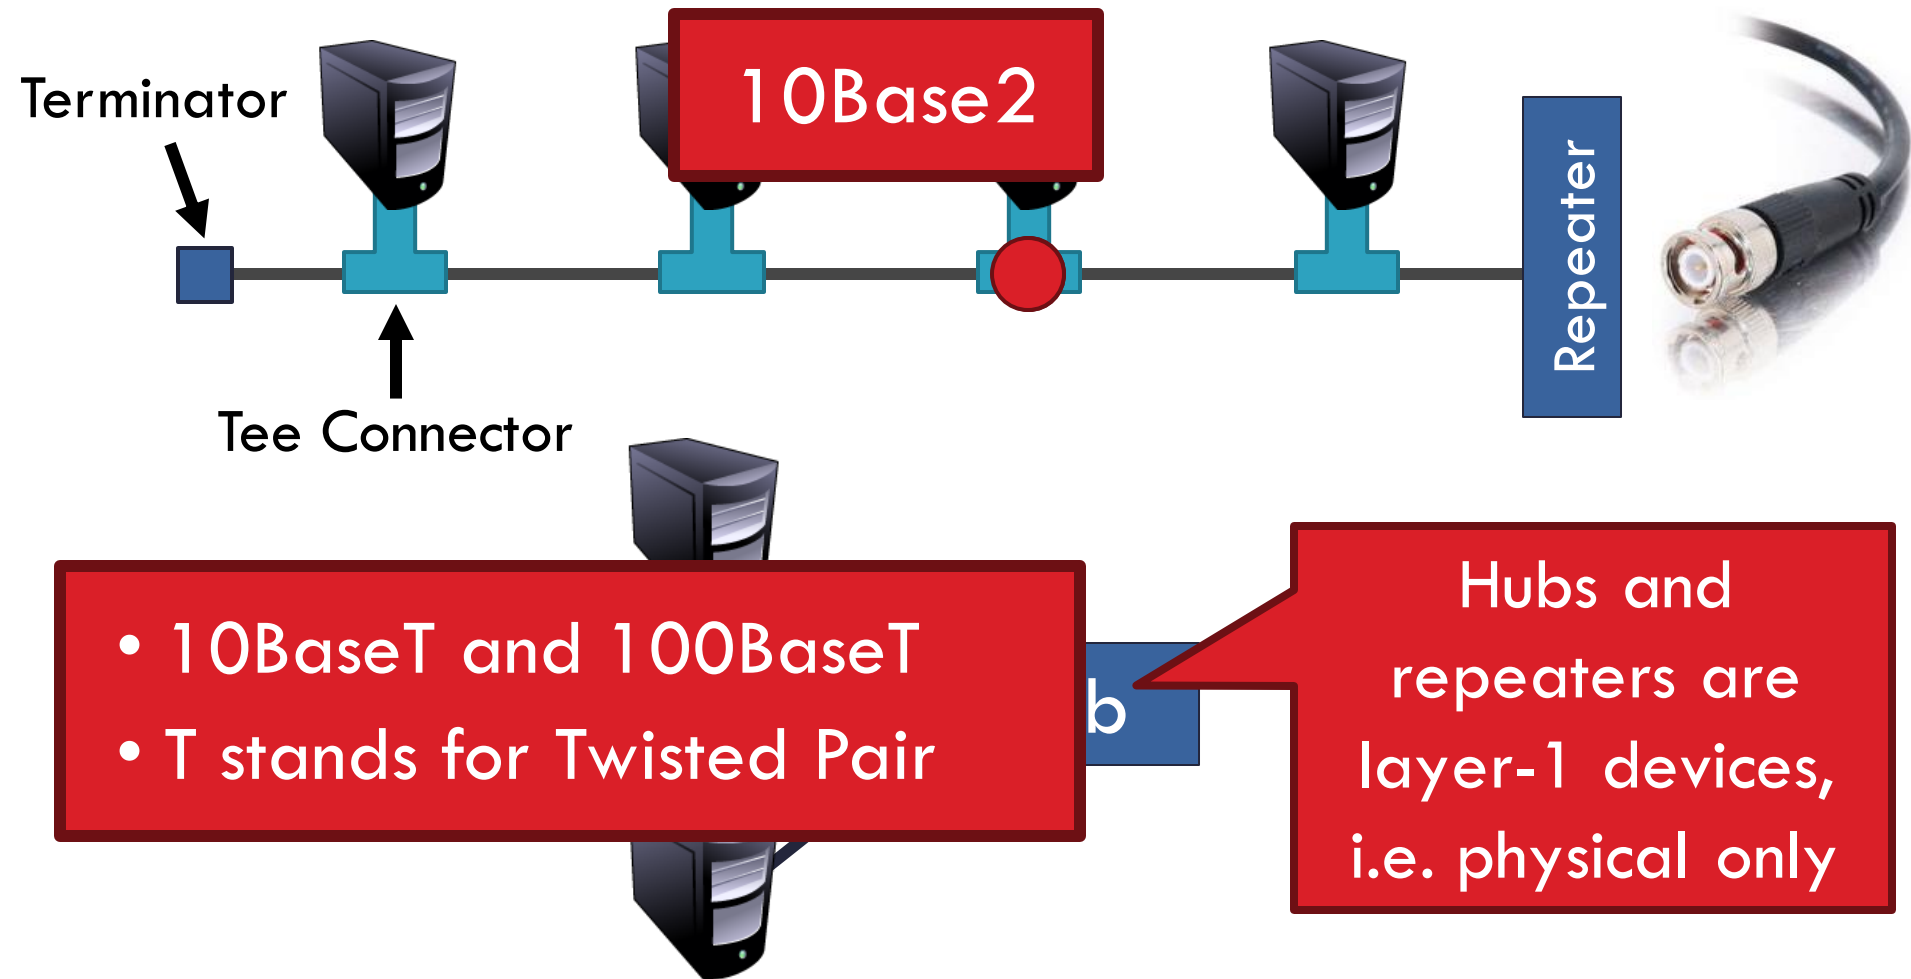 10Base2
Terminator
Repeater
Tee Connector
• 10BaseT and 100BaseT
• T stands for Twisted Pair
b
Hubs and
repeaters are
layer-1 devices,
i.e. physical only